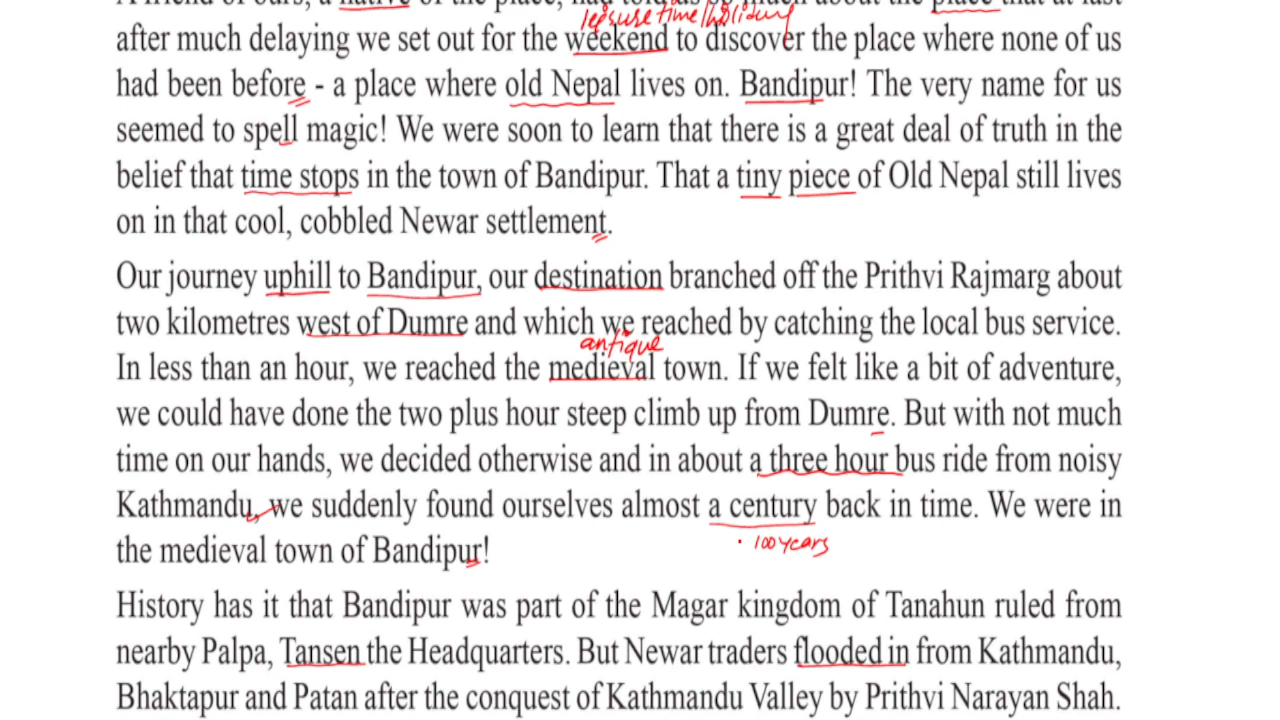 A friend of ours, a native of the place, had told us so much about the place that at last
leisure time/holiday
after much delaying we set out for the weekend to discover the place where none of us
had been before - a place where old Nepal lives on. Bandipur! The very name for us
seemed to spell magic! We were soon to learn that there is a great deal of truth in the
belief that time stops in the town of Bandipur. That a tiny piece of Old Nepal still lives
on in that cool, cobbled Newar settlement.
Our journey uphill to Bandipur, our destination branched off the Prithvi Rajmarg about
two kilometres west of Dumre and which we reached by catching the local bus service.
antique
In less than an hour, we reached the medieval town. If we felt like a bit of adventure,
we could have done the two plus hour steep climb up from Dumre. But with not much
time on our hands, we decided otherwise and in about a three hour bus ride from noisy
Kathmandu, we suddenly found ourselves almost a century back in time. We were in
100 years
the medieval town of Bandipur!
History has it that Bandipur was part of the Magar kingdom of Tanahun ruled from
nearby Palpa, Tansen the Headquarters. But Newar traders flooded in from Kathmandu,
Bhaktapur and Patan after the conquest of Kathmandu Valley by Prithvi Narayan Shah.